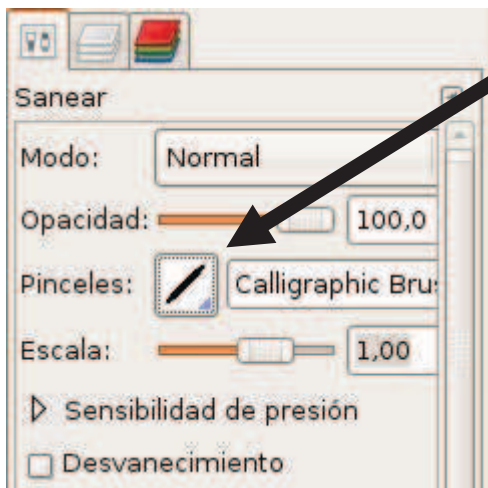 Sanear
Modo: Normal
Opacidad: 100,0
Pinceles: Calligraphic Bru
Escala: 1,00
Sensibilidad de presión
Desvanecimiento